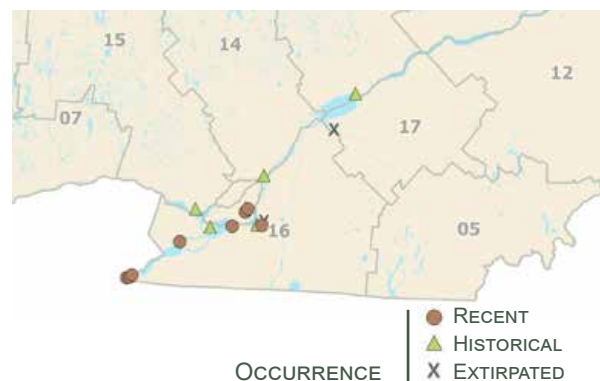 15
14
12
07
17
16
05
RECENT
HISTORICAL
OCCURRENCE X EXTIRPATED